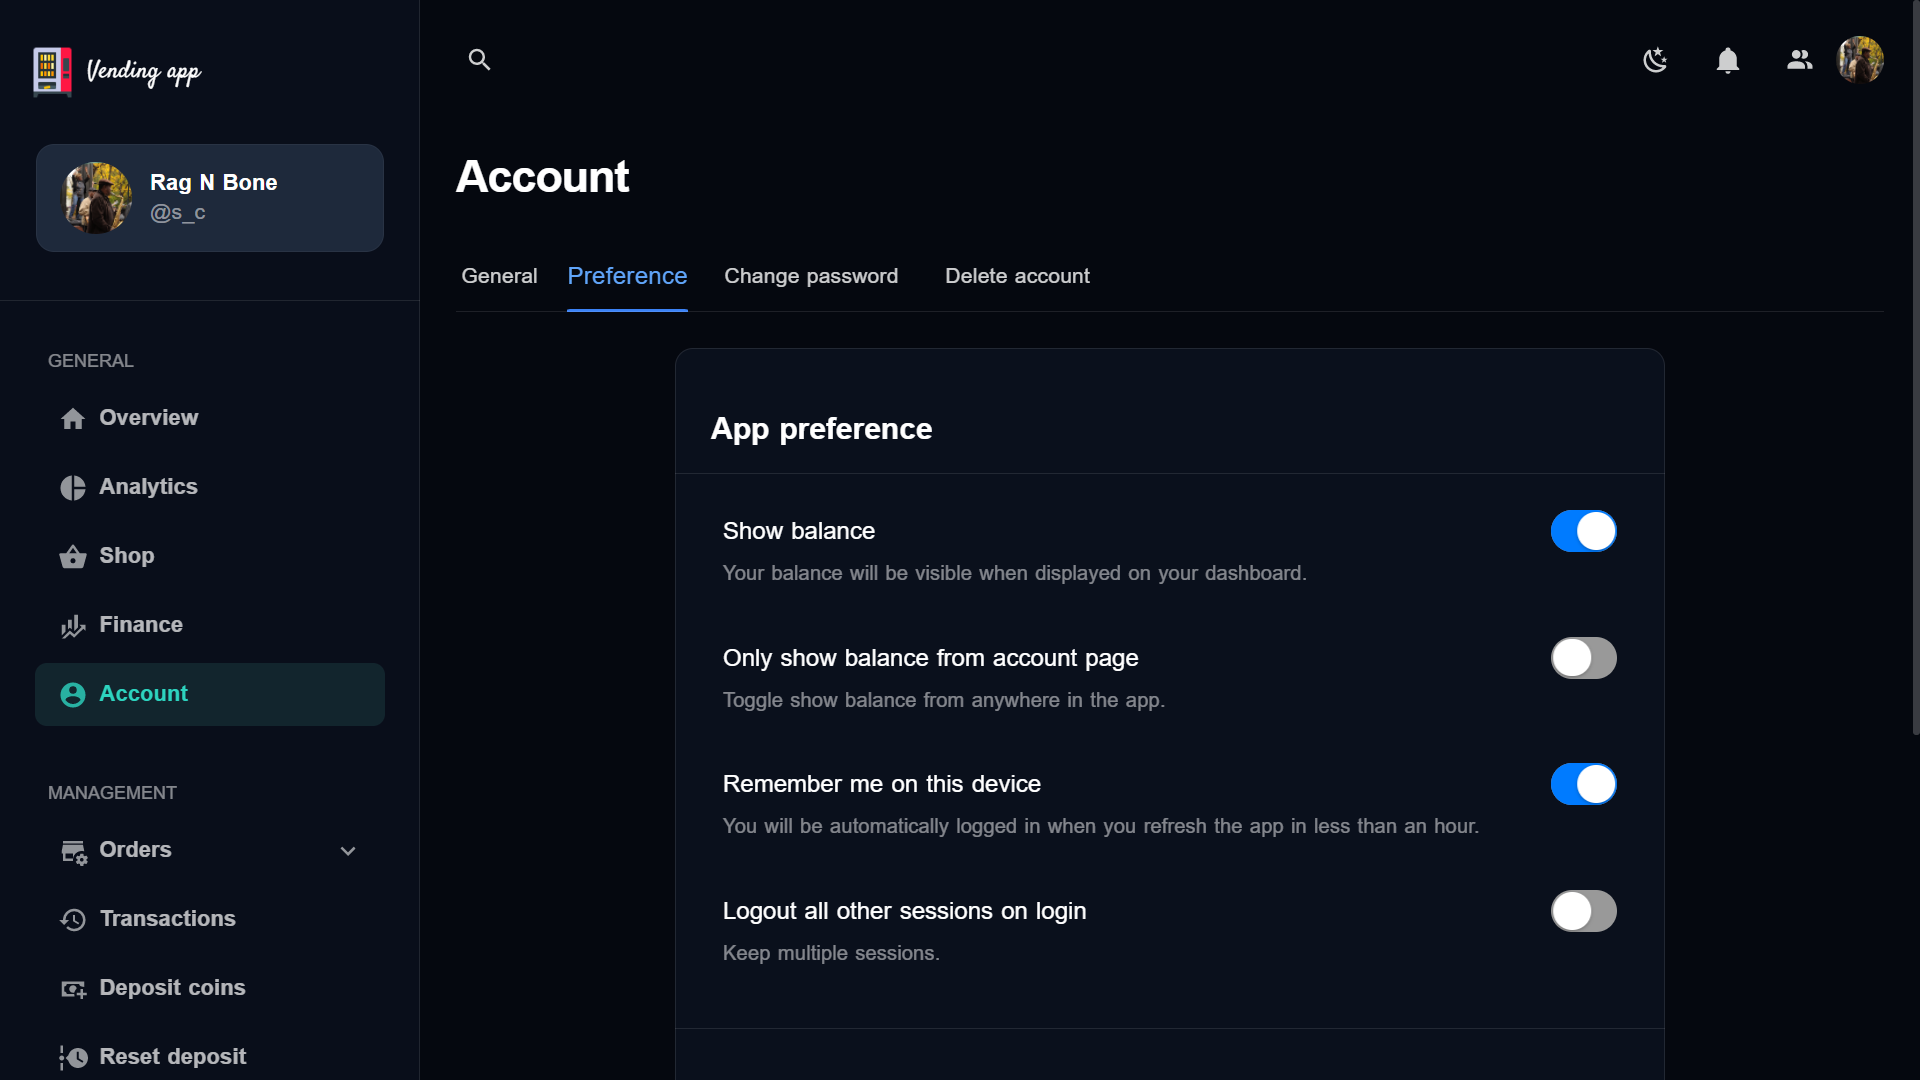 Vending app
Rag N Bone
@s_c
GENERAL
Overview
Analytics
Shop
Finance
Account
MANAGEMENT
Orders
Transactions
Deposit coins
Reset deposit
Account
General Preference Change password Delete account
App preference
Show balance
Your balance will be visible when displayed on your dashboard.
Only show balance from account page
Toggle show balance from anywhere in the app.
Remember me on this device
You will be automatically logged in when you refresh the app in less than an hour.
Logout all other sessions on login
Keep multiple sessions.